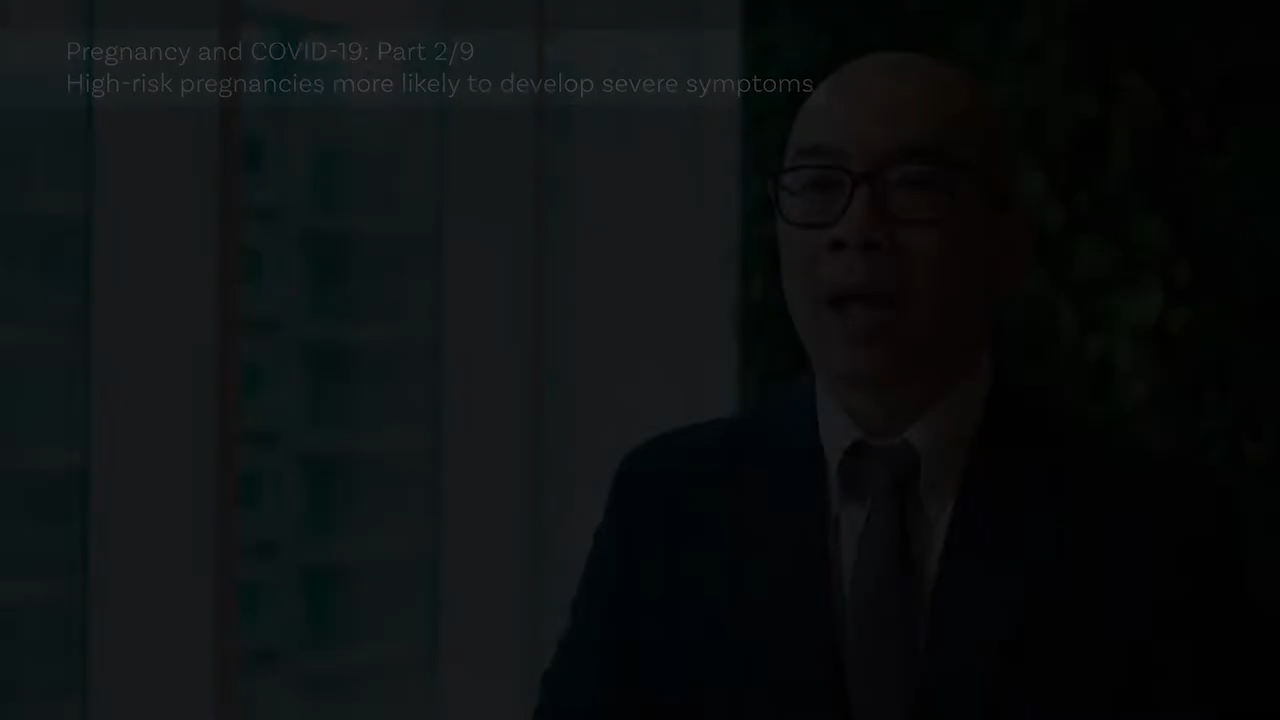 Pregnancy and COVID-19: Part 2/9
High-risk pregnancies more likely to develop severe symptoms